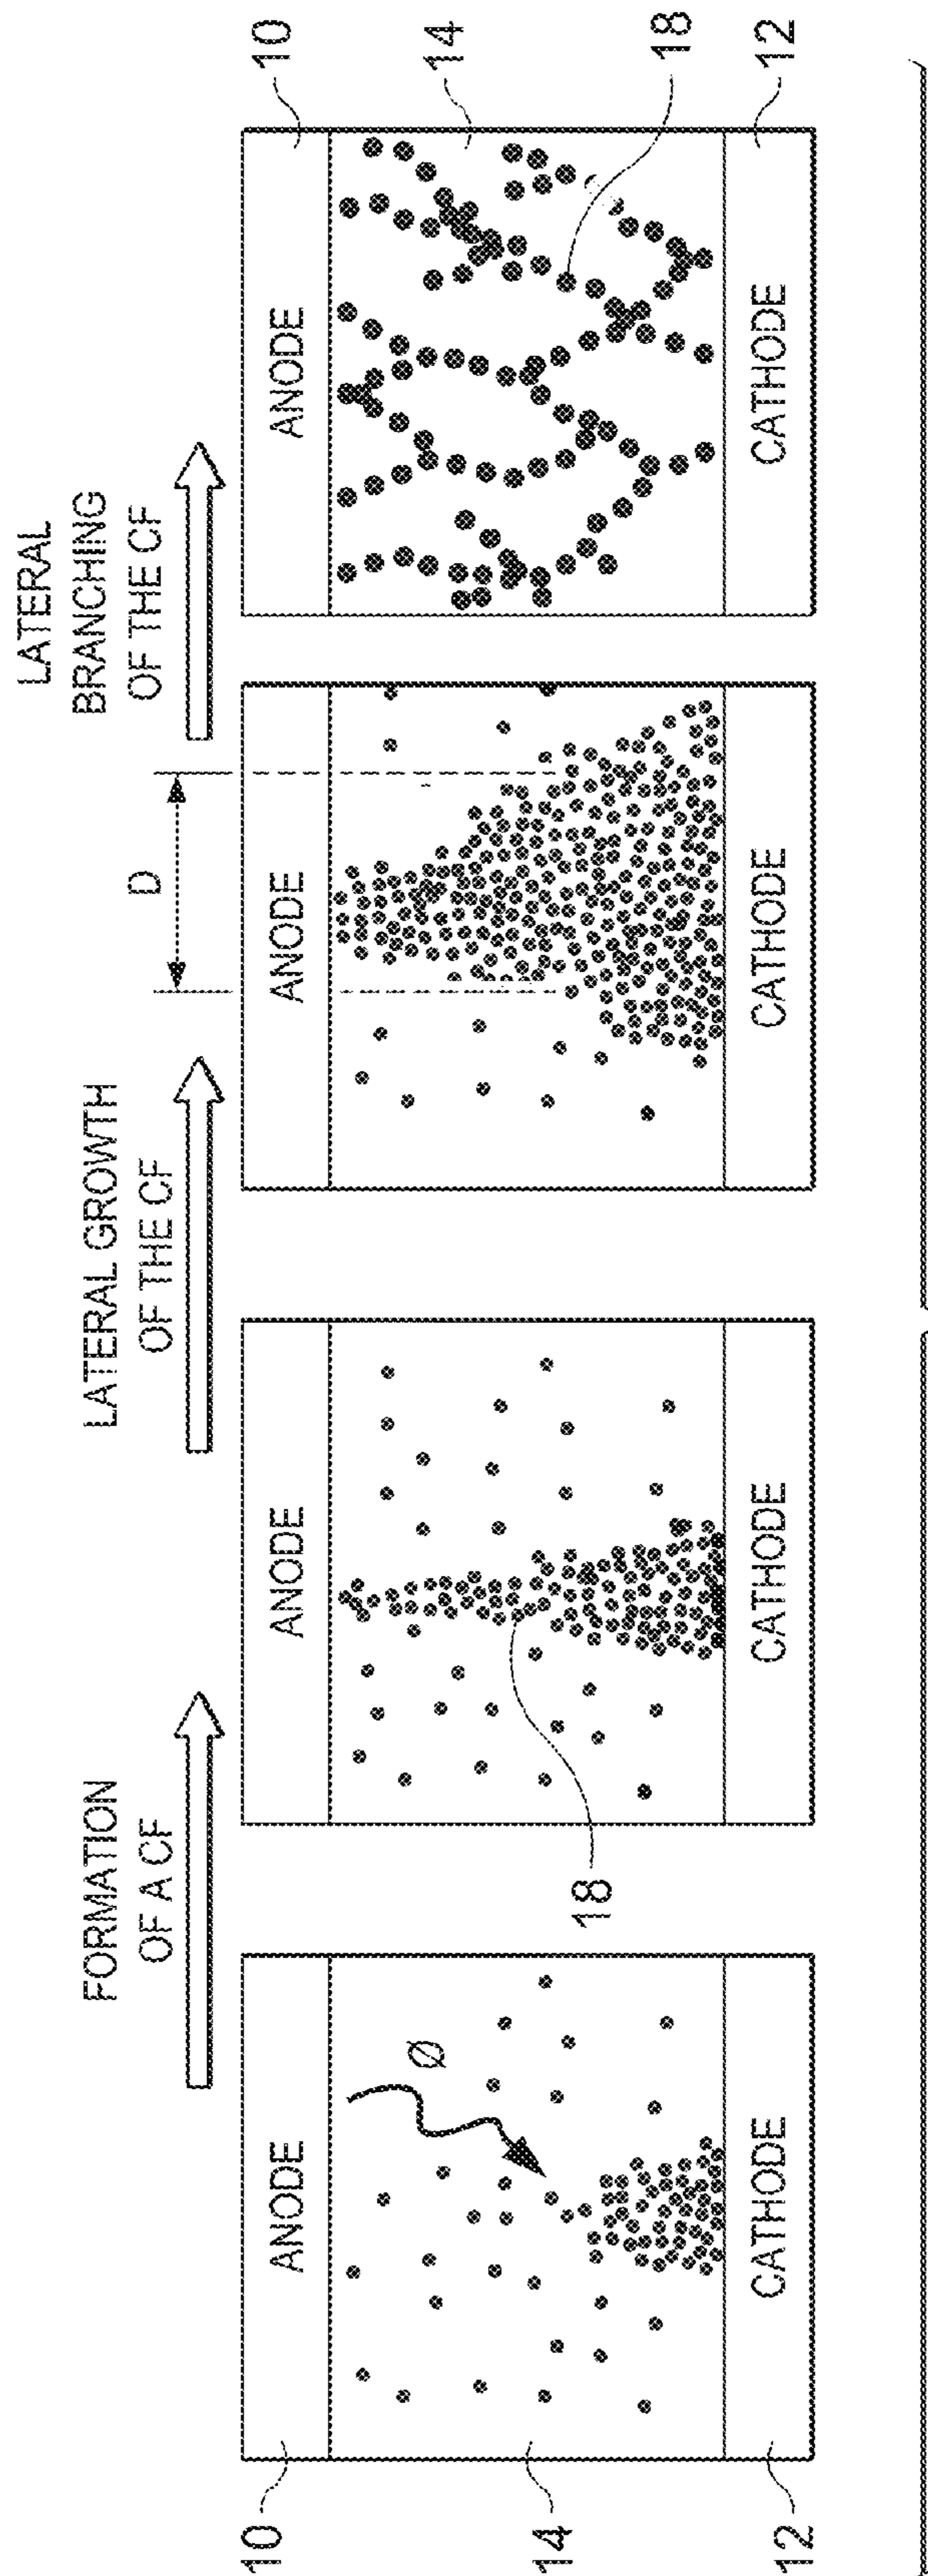 FORMATION
OF A CF
LATERAL GROWTH
OF THE CF
LATERAL
BRANCHING
OF THE CF
10
14
12
ANODE
Ø
CATHODE
ANODE
18
CATHODE
D
ANODE
CATHODE
ANODE
CATHODE
10
14
18
12